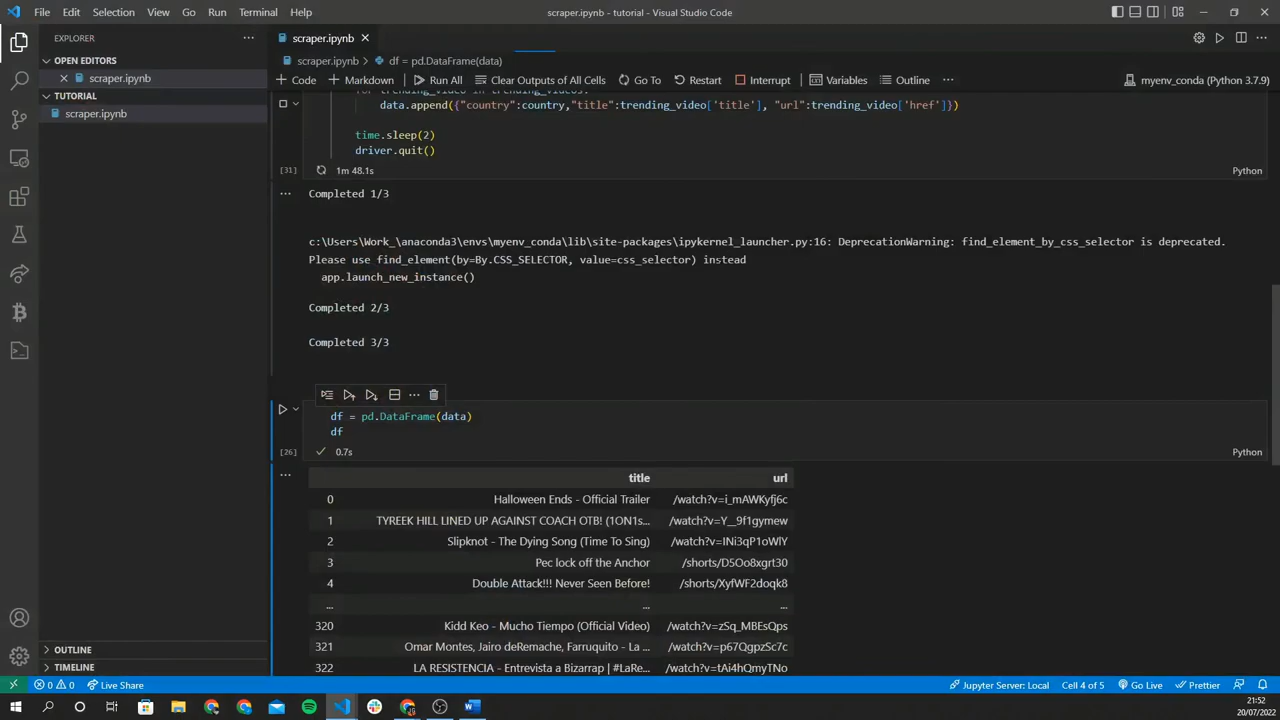 File Edit Selection View Go Run Terminal Help scraper.ipynb - tutorial - Visual Studio Code
EXPLORER
scraper.ipynb
OPEN EDITORS
scraper.ipynb > df = pd.DataFrame(data)
scraper.ipynb
+ Code + Markdown Run All Clear Outputs of All Cells Go To Restart Interrupt Variables Outline myenv_conda (Python 3.7.9)
TUTORIAL
scraper.ipynb
for trending_video in trending_videos:
data.append({"country":country,"title":trending_video['title'], "url":trending_video['href']})
time.sleep(2)
driver.quit()
[31] 1m 48.1s Python
Completed 1/3
c:\Users\Work_\anaconda3\envs\myenv_conda\lib\site-packages\ipykernel_launcher.py:16: DeprecationWarning: find_element_by_css_selector is deprecated.
Please use find_element(by=By.CSS_SELECTOR, value=css_selector) instead
app.launch_new_instance()
Completed 2/3
Completed 3/3
df = pd.DataFrame(data)
df
[26] 0.7s Python
title url
0 Halloween Ends - Official Trailer /watch?v=i_mAWKyfj6c
1 TYREEK HILL LINED UP AGAINST COACH OTB! (1ON1s... /watch?v=Y__9f1gymew
2 Slipknot - The Dying Song (Time To Sing) /watch?v=INi3qP1oWlY
3 Pec lock off the Anchor /shorts/D5Oo8xgrt30
4 Double Attack!!! Never Seen Before! /shorts/XyfWF2doqk8
... ... ...
320 Kidd Keo - Mucho Tiempo (Official Video) /watch?v=zSq_MBEsQps
321 Omar Montes, Jairo deRemache, Farruquito - La ... /watch?v=p67QgpzSc7c
322 LA RESISTENCIA - Entrevista a Bizarrap | #LaRe... /watch?v=tAi4hQmyTNo
OUTLINE
TIMELINE
0 0 Live Share Jupyter Server: Local Cell 4 of 5 Go Live Prettier
21:52
20/07/2022